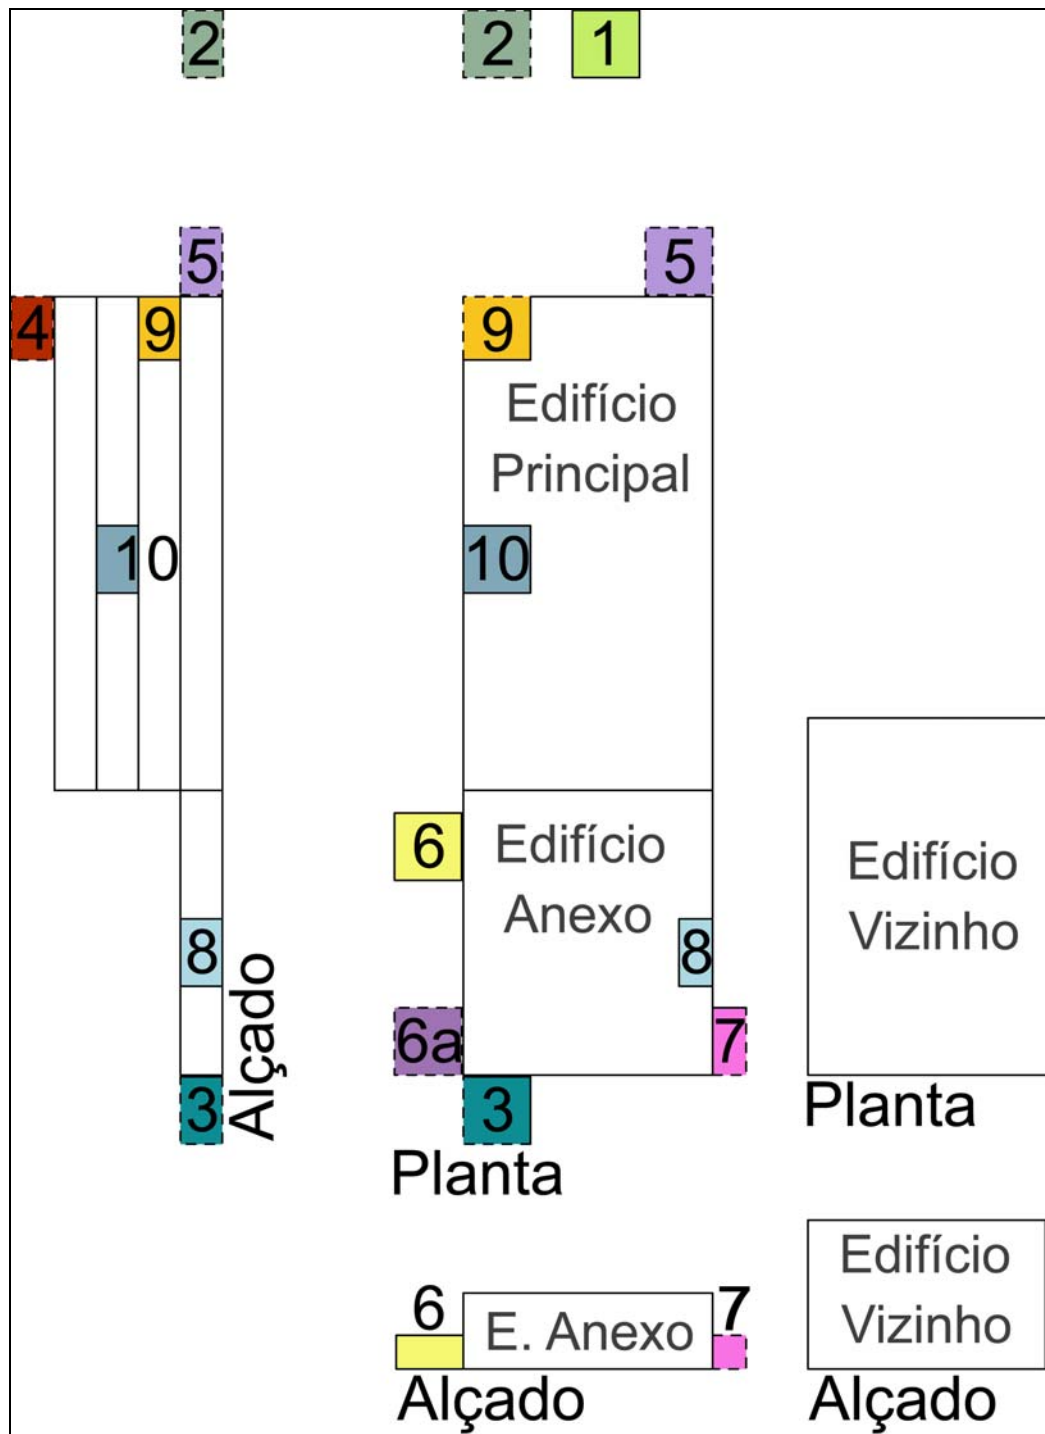 2
2
1
5
5
4
9
9
Edifício
Principal
10
10
6
Edifício
Anexo
Edifício
Vizinho
8
8
Alçado
6a
7
3
3
Planta
Planta
6
7
E. Anexo
Edifício
Vizinho
Alçado
Alçado